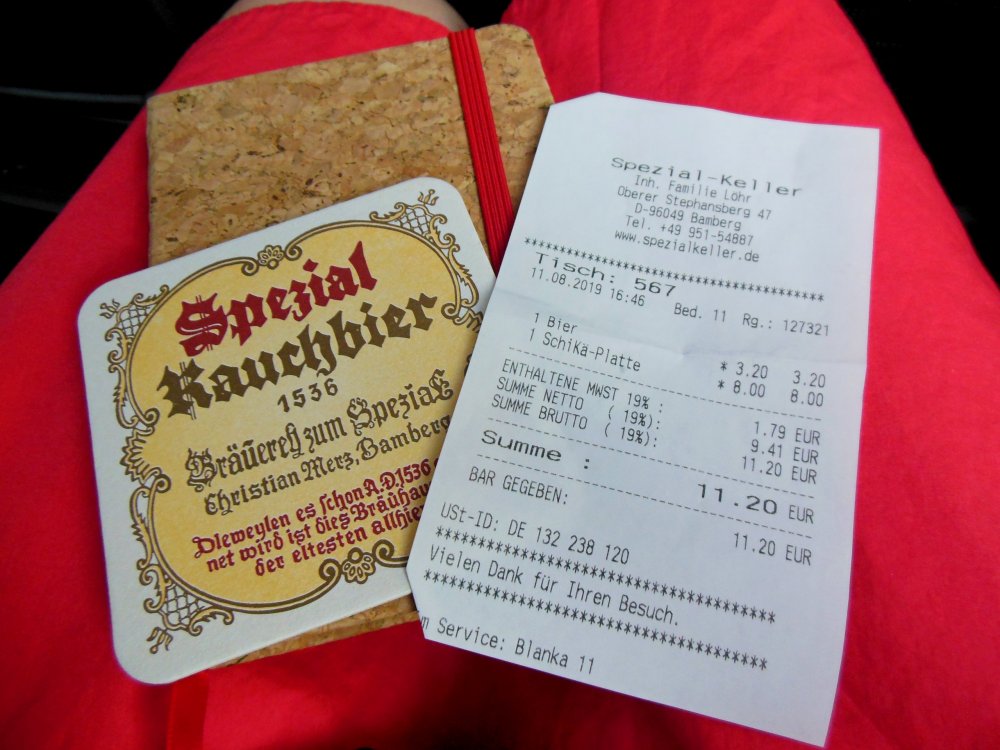 Spezial
Rauchbier
1536
Bräuerey zum Spezial
Christian Merz, Bamberg
Dieweylen es schon A.D.1536
net wird ist dies Bräuhau
der eltesten allhie
Spezial-Keller
Inh. Familie Löhr
Oberer Stephansberg 47
D-96049 Bamberg
Tel. +49 951-54887
www.spezialkeller.de
************************************
Tisch: 567
11.08.2019 16:46 Bed. 11 Rg.: 127321
1 Bier * 3.20 3.20
1 SchiKä-Platte * 8.00 8.00
ENTHALTENE MWST 19% : 1.79 EUR
SUMME NETTO ( 19%): 9.41 EUR
SUMME BRUTTO ( 19%): 11.20 EUR
Summe : 11.20 EUR
BAR GEGEBEN: 11.20 EUR
USt-ID: DE 132 238 120
************************************
Vielen Dank für Ihren Besuch.
************************************
m Service: Blanka 11